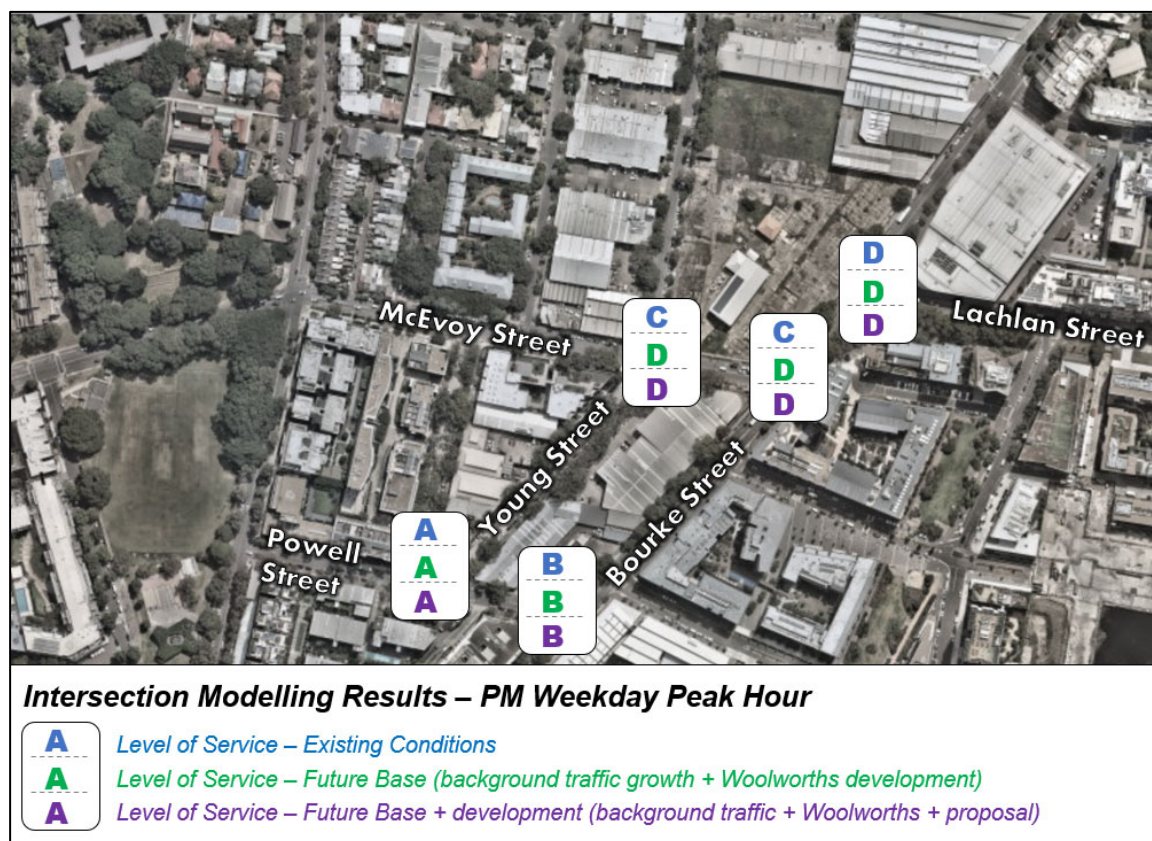 D
D
D
Lachlan Street
McEvoy Street
C
D
D
C
D
D
Young Street
Bourke Street
A
A
A
Powell
Street
B
B
B
Intersection Modelling Results – PM Weekday Peak Hour
A
Level of Service – Existing Conditions
A
Level of Service – Future Base (background traffic growth + Woolworths development)
A
Level of Service – Future Base + development (background traffic + Woolworths + proposal)